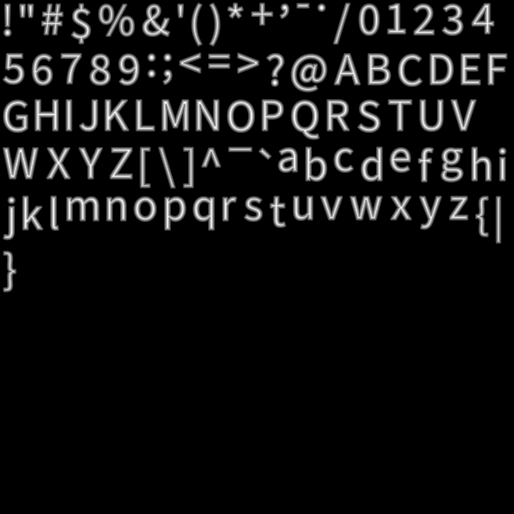 !"#$%&'()*+,-./01234
56789:;<=>?@ABCDEF
GHIJKLMNOPQRSTUV
WXYZ[\]^_`abcdefghi
jklmnopqrstuvwxyz{|
}